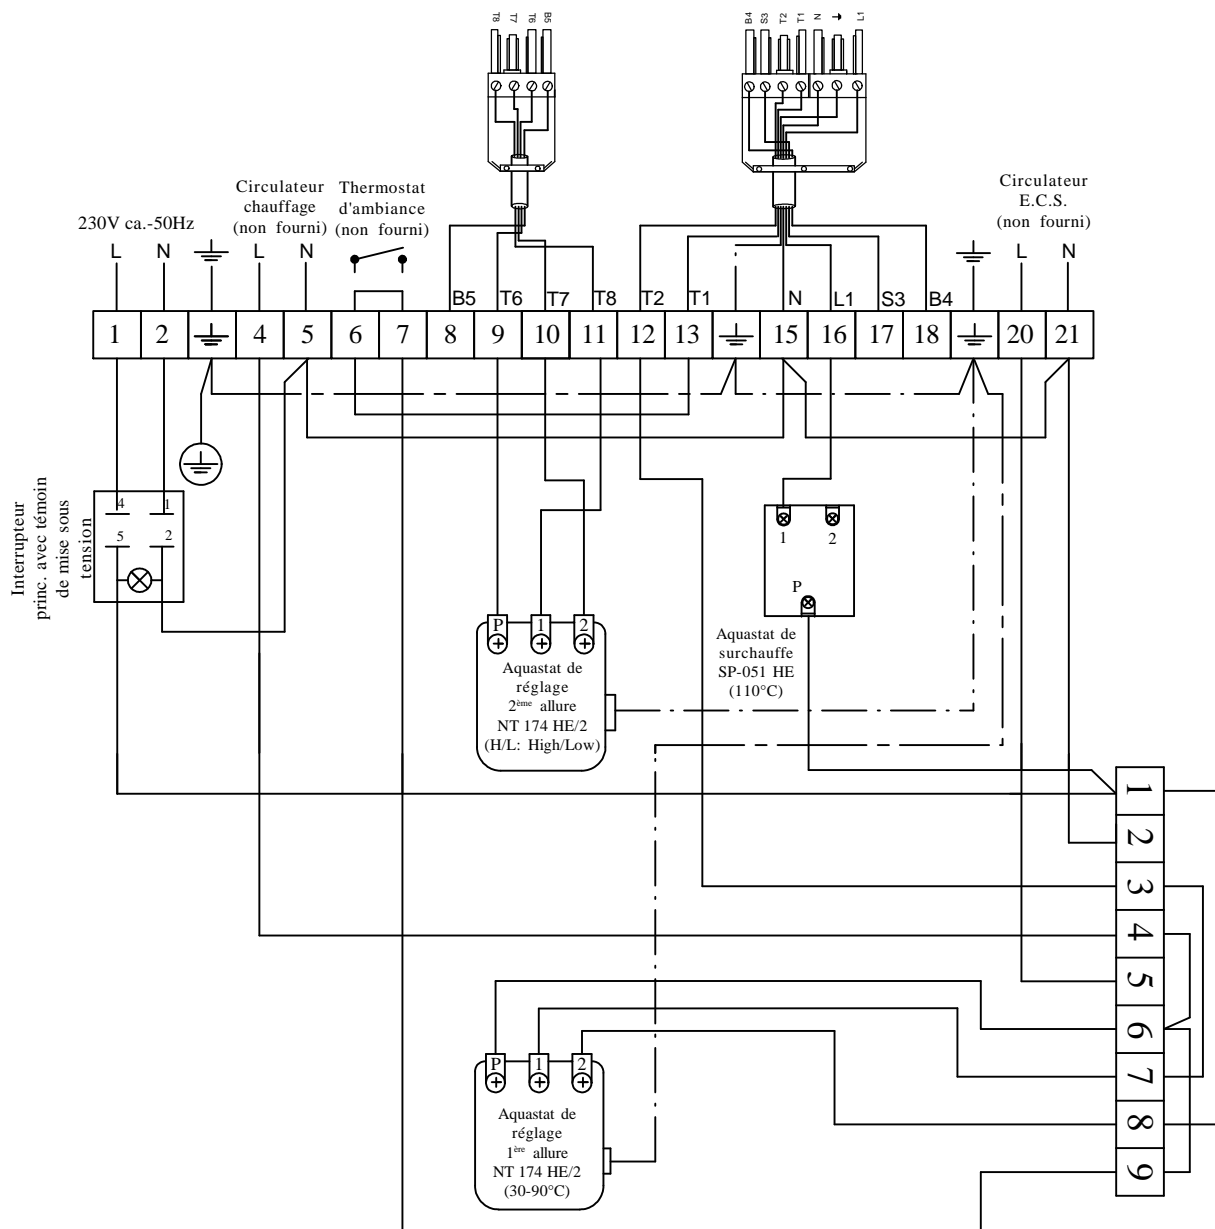 T8 T7 T6 B5
B4 S3 T2 T1 N L1
230V ca.-50Hz
L N
Circulateur
chauffage
(non fourni)
L N
Thermostat
d'ambiance
(non fourni)
Circulateur
E.C.S.
(non fourni)
L N
B5 T6 T7 T8 T2 T1 N L1 S3 B4
1 2 4 5 6 7 8 9 10 11 12 13 15 16 17 18 20 21
Interrupteur
princ. avec témoin
de mise sous
tension
4 1
5 2
1 2
P
Aquastat de
surchauffe
SP-051 HE
(110°C)
P 1 2
Aquastat de
réglage
2ème allure
NT 174 HE/2
(H/L: High/Low)
P 1 2
Aquastat de
réglage
1ère allure
NT 174 HE/2
(30-90°C)
1
2
3
4
5
6
7
8
9